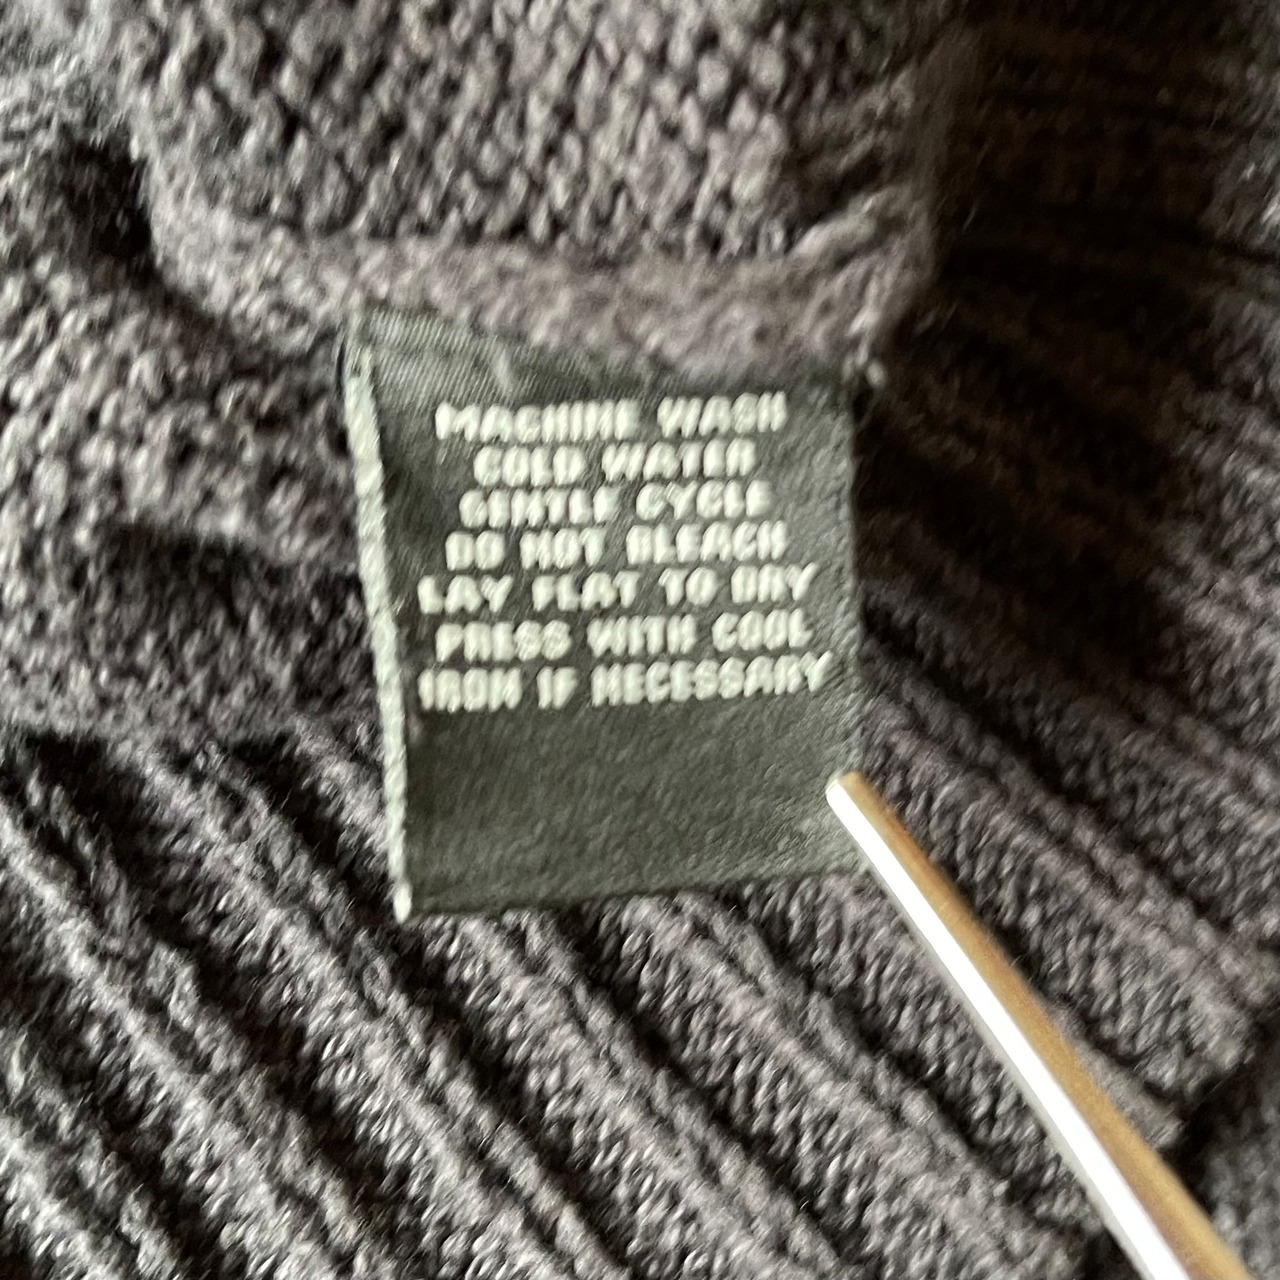 MACHINE WASH
COLD WATER
GENTLE CYCLE
DO NOT BLEACH
LAY FLAT TO DRY
PRESS WITH COOL
IRON IF NECESSARY